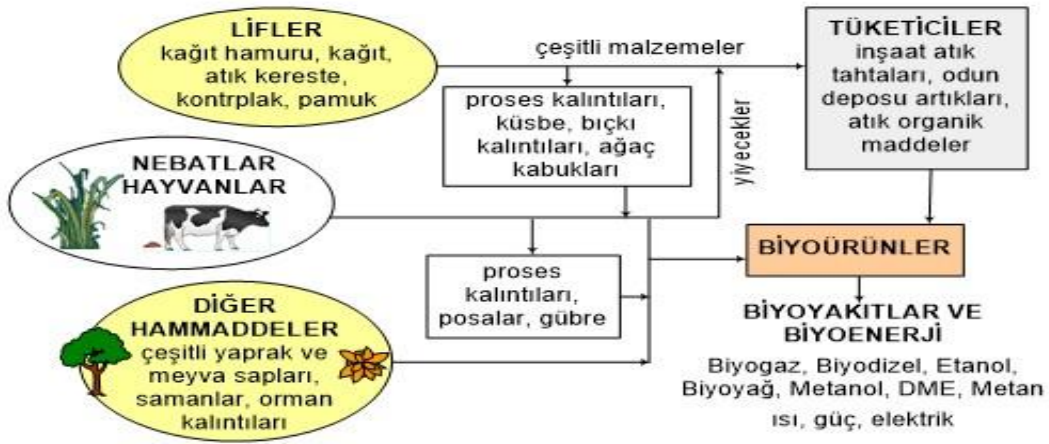 LİFLER
kağıt hamuru, kağıt,
atık kereste,
kontrplak, pamuk
çeşitli malzemeler
TÜKETİCİLER
inşaat atık
tahtaları, odun
deposu artıkları,
atık organik
maddeler
proses kalıntıları,
küsbe, bıçkı
kalıntıları, ağaç
kabukları
yiyecekler
NEBATLAR
HAYVANLAR
proses
kalıntıları,
posalar, gübre
BİYOÜRÜNLER
DİĞER
HAMMADDELER
çeşitli yaprak ve
meyva sapları,
samanlar, orman
kalıntıları
BİYOYAKITLAR VE
BİYOENERJİ
Biyogaz, Biyodizel, Etanol,
Biyoyağ, Metanol, DME, Metan
ısı, güç, elektrik